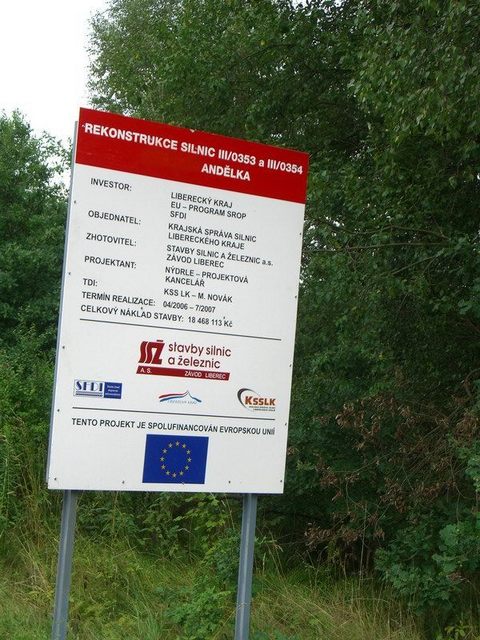 REKONSTRUKCE SILNIC III/0353 a III/0354
ANDĚLKA
INVESTOR: LIBERECKÝ KRAJ
EU – PROGRAM SROP
SFDI
OBJEDNATEL: KRAJSKÁ SPRÁVA SILNIC
LIBERECKÉHO KRAJE
ZHOTOVITEL: STAVBY SILNIC A ŽELEZNIC a.s.
ZÁVOD LIBEREC
PROJEKTANT: NÝDRLE – PROJEKTOVÁ
KANCELÁŘ
TDI: KSS LK – M. NOVÁK
TERMÍN REALIZACE: 04/2006 – 7/2007
CELKOVÝ NÁKLAD STAVBY: 18 468 113 Kč
SSŽ stavby silnic
a železnic
A. S. ZÁVOD LIBEREC
SFDI
KSSLK
TENTO PROJEKT JE SPOLUFINANCOVÁN EVROPSKOU UNIÍ